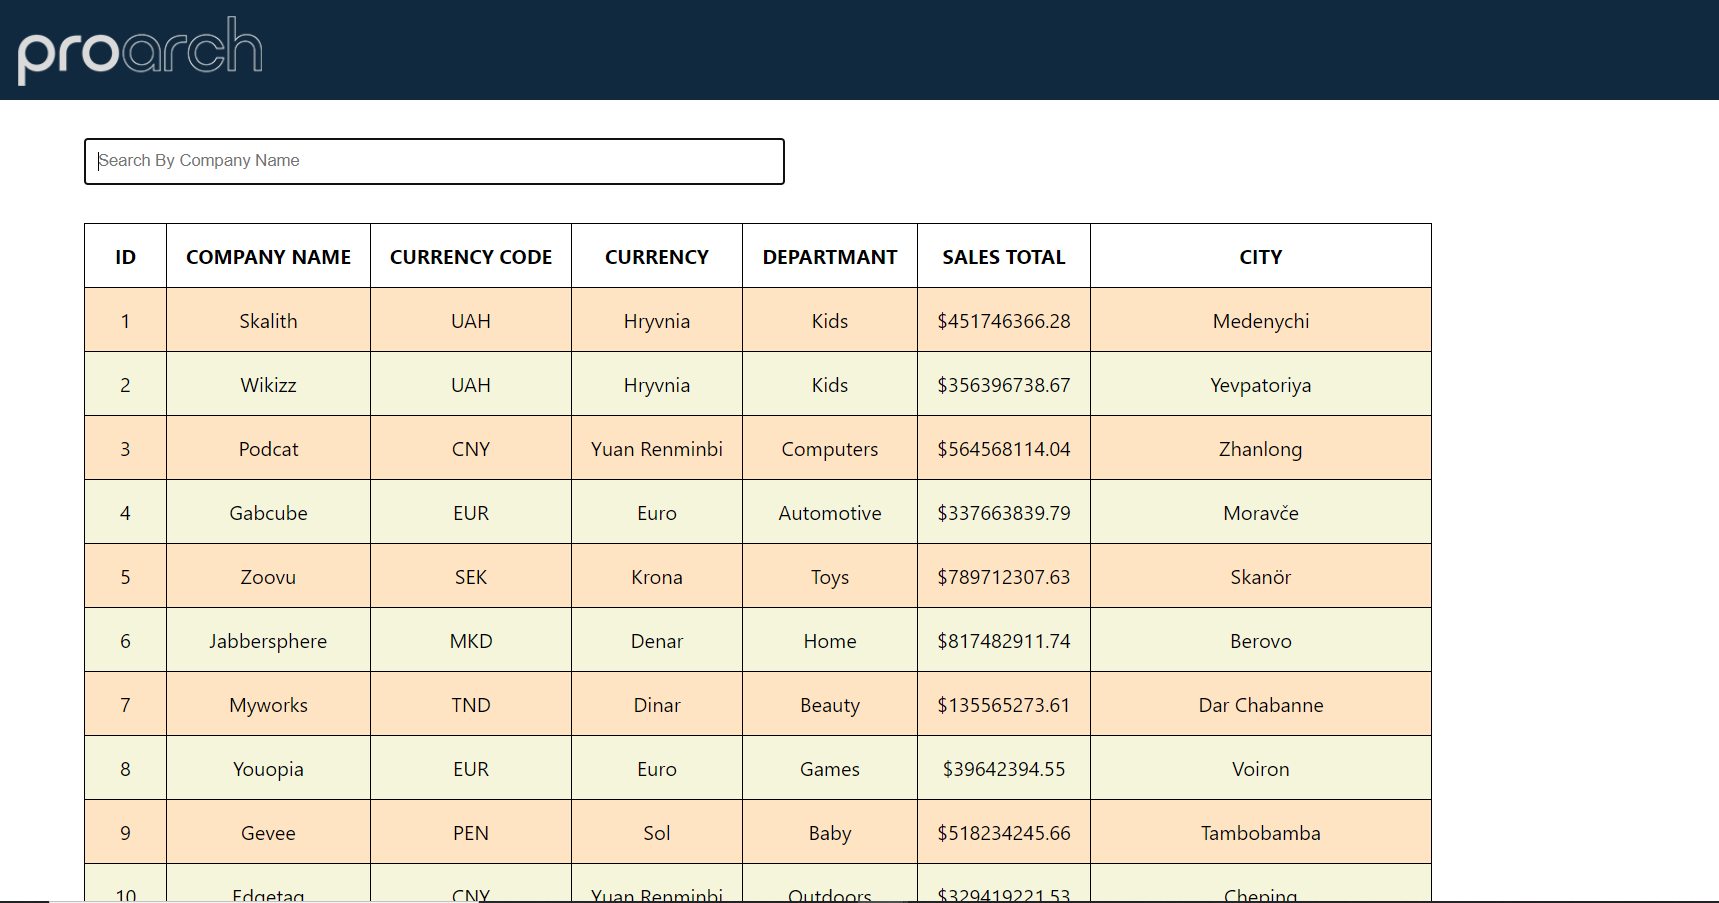 proarch
Search By Company Name
ID COMPANY NAME CURRENCY CODE CURRENCY DEPARTMANT SALES TOTAL CITY
1 Skalith UAH Hryvnia Kids $451746366.28 Medenychi
2 Wikizz UAH Hryvnia Kids $356396738.67 Yevpatoriya
3 Podcat CNY Yuan Renminbi Computers $564568114.04 Zhanlong
4 Gabcube EUR Euro Automotive $337663839.79 Moravče
5 Zoovu SEK Krona Toys $789712307.63 Skanör
6 Jabbersphere MKD Denar Home $817482911.74 Berovo
7 Myworks TND Dinar Beauty $135565273.61 Dar Chabanne
8 Youopia EUR Euro Games $39642394.55 Voiron
9 Gevee PEN Sol Baby $518234245.66 Tambobamba
10 Edgetag CNY Yuan Renminbi Outdoors $329419221.53 Cheping